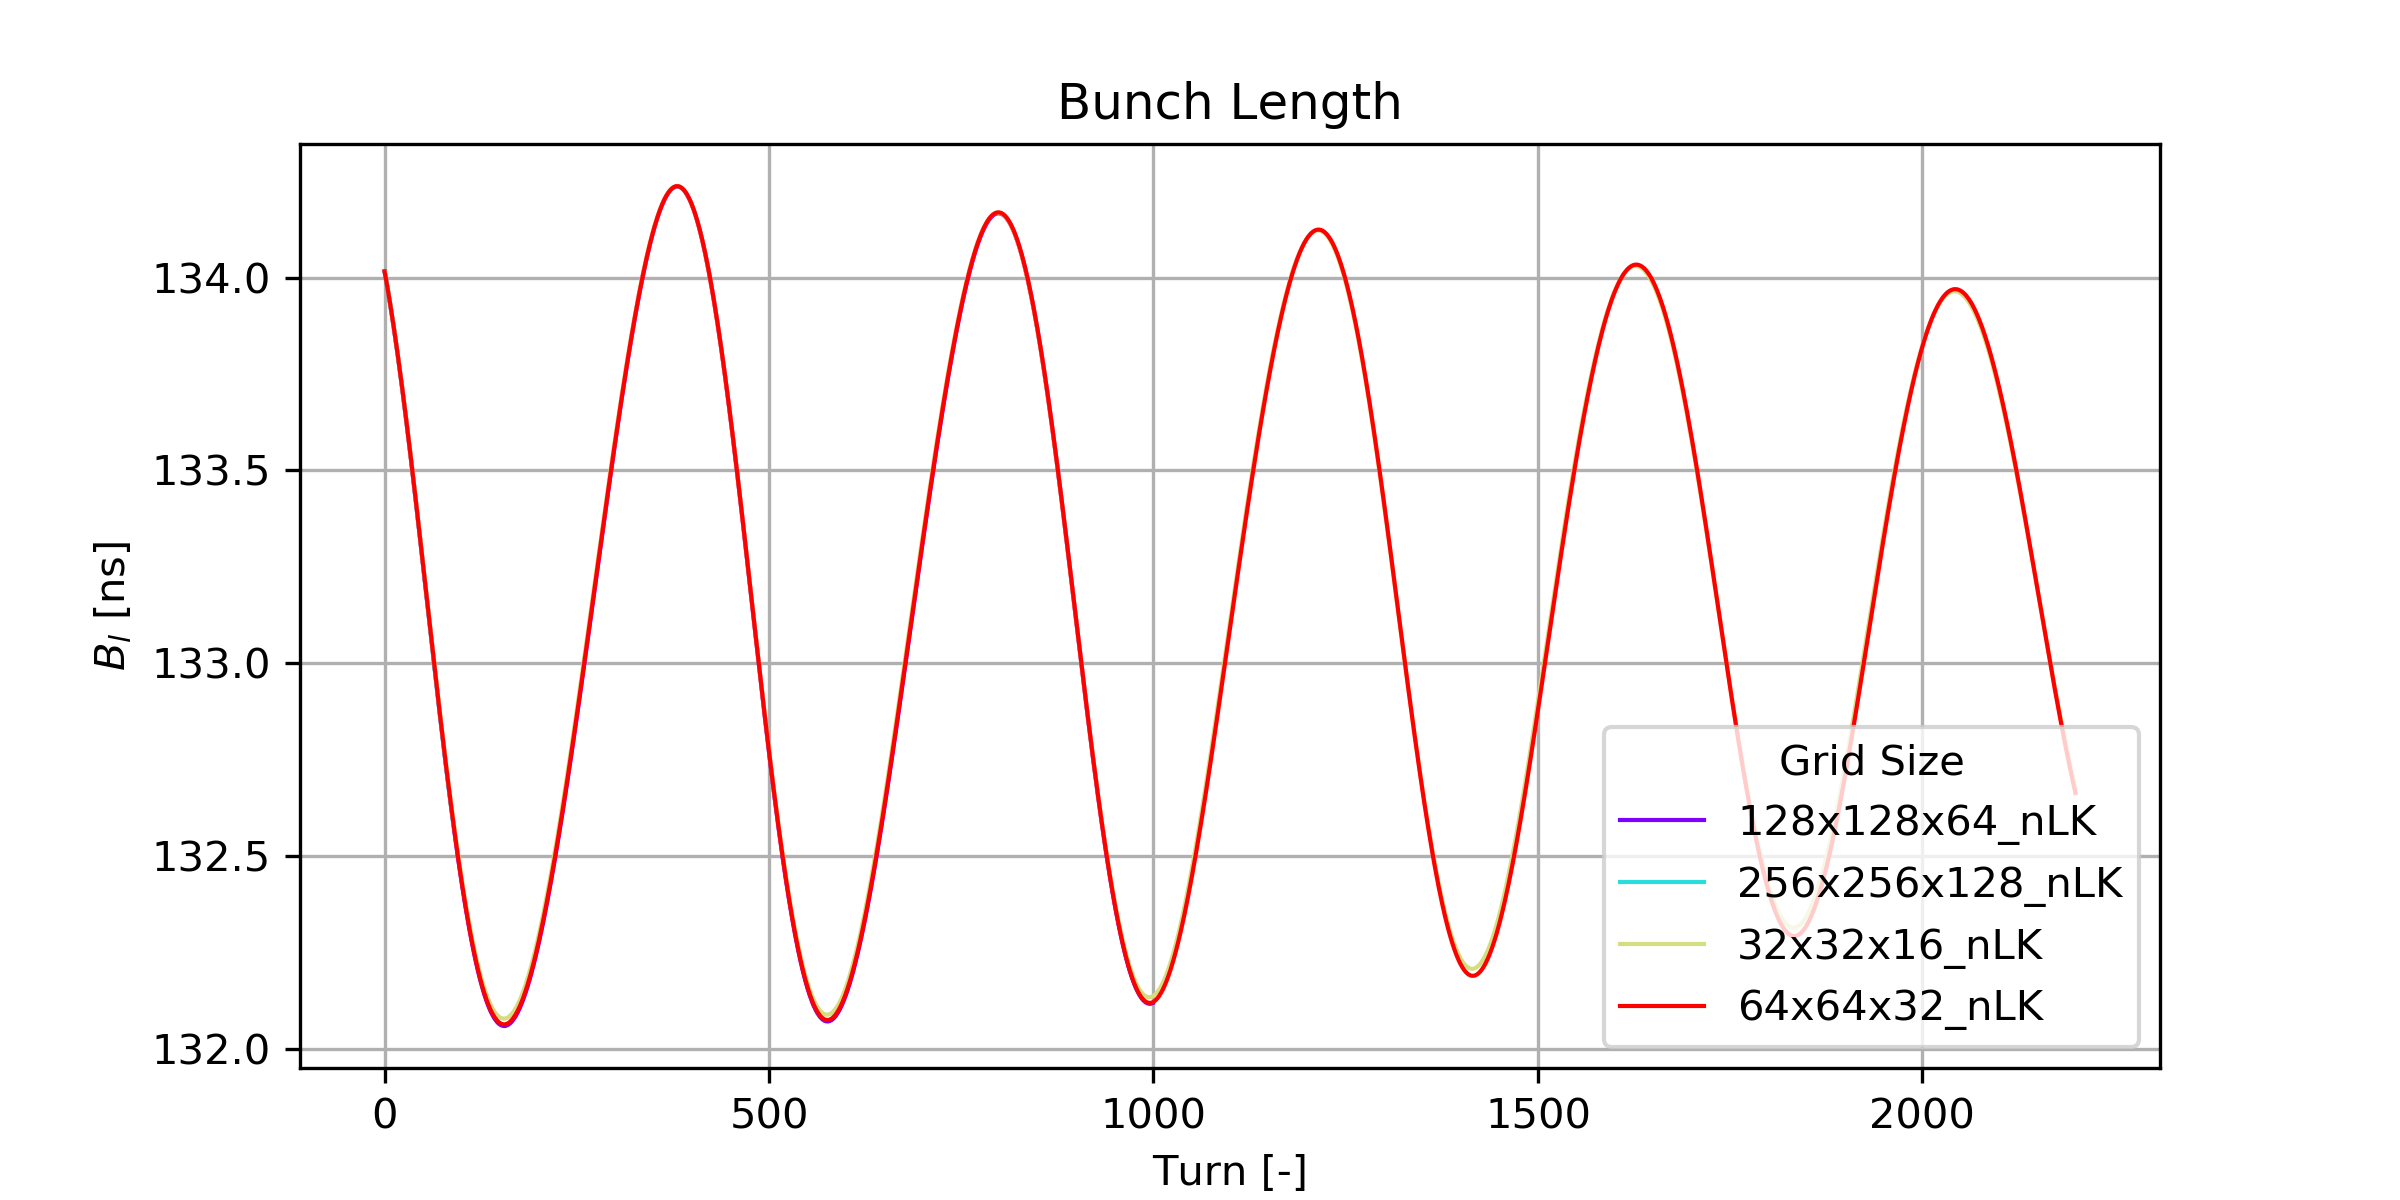 Bunch Length
134.0
133.5
133.0
132.5
132.0
B_l [ns]
0 500 1000 1500 2000
Turn [-]
Grid Size
128x128x64_nLK
256x256x128_nLK
32x32x16_nLK
64x64x32_nLK